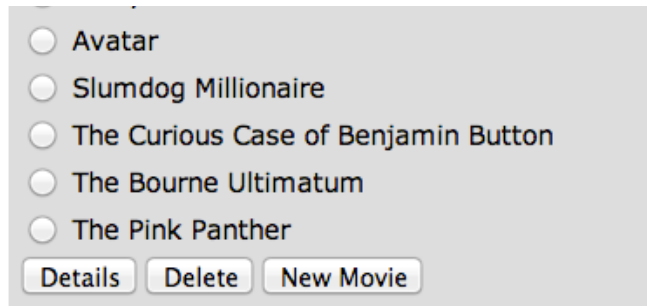 Avatar
Slumdog Millionaire
The Curious Case of Benjamin Button
The Bourne Ultimatum
The Pink Panther
Details Delete New Movie